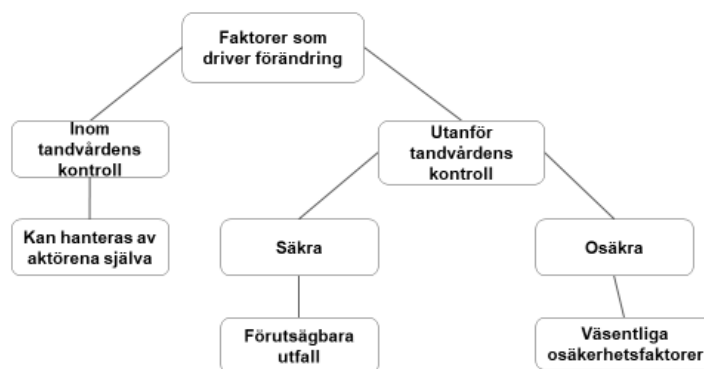 Faktorer som
driver förändring
Inom
tandvårdens
kontroll
Utanför
tandvårdens
kontroll
Kan hanteras av
aktörena själva
Säkra
Osäkra
Förutsägbara
utfall
Väsentliga
osäkerhetsfaktorer